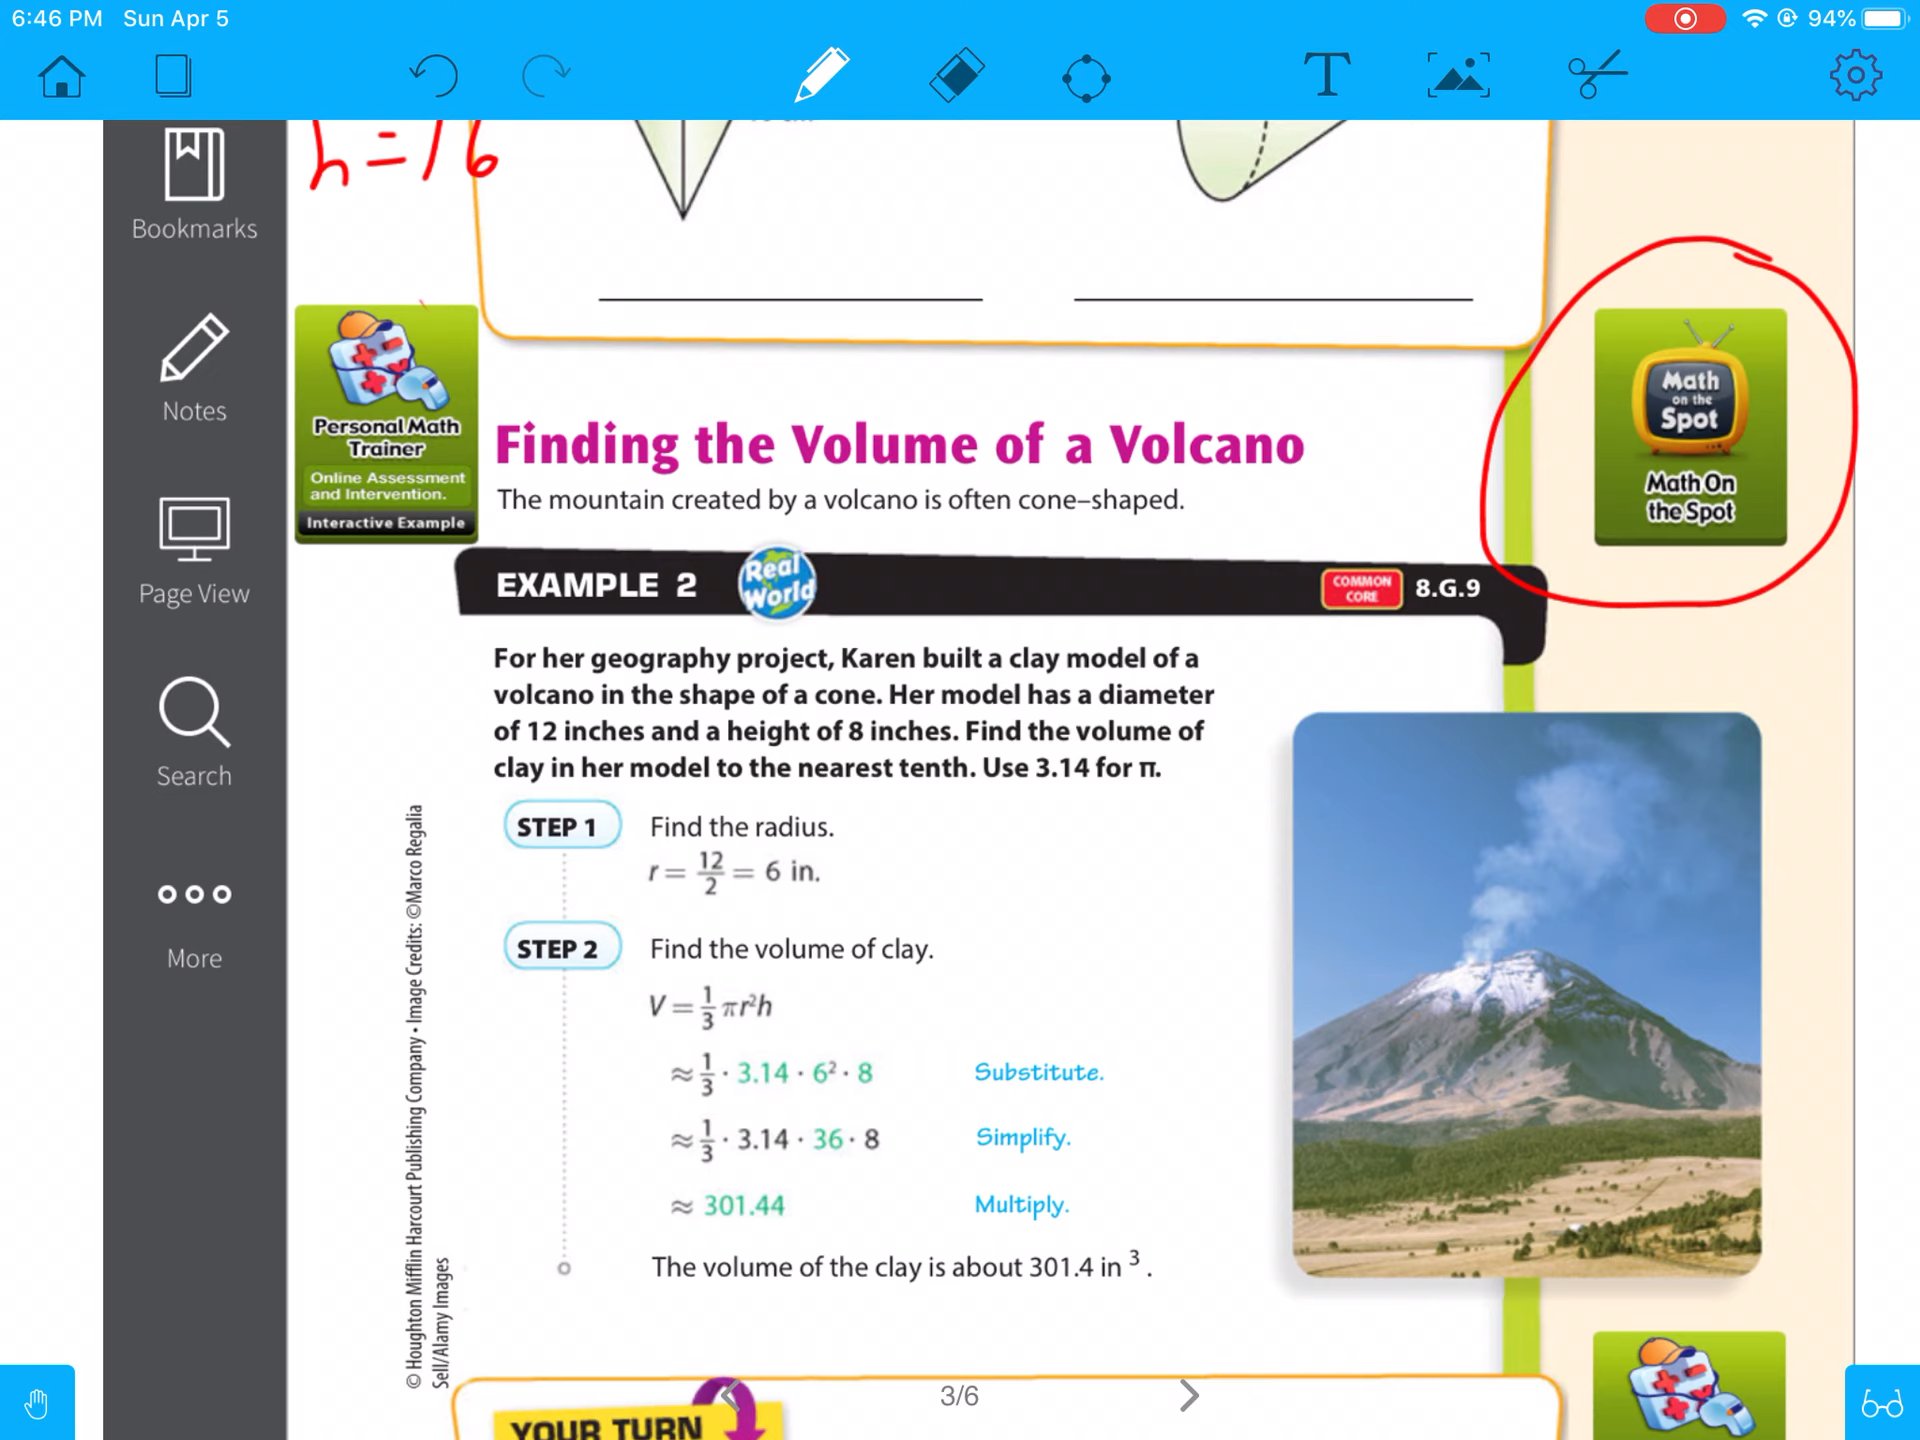 6:46 PM Sun Apr 5
94%
h = 16
Bookmarks
Notes
Page View
Search
More
Personal Math
Trainer
Online Assessment
and Intervention.
Interactive Example
Math
on the
Spot
Math On
the Spot
Finding the Volume of a Volcano
The mountain created by a volcano is often cone–shaped.
EXAMPLE 2
Real
World
COMMON
CORE
8.G.9
For her geography project, Karen built a clay model of a
volcano in the shape of a cone. Her model has a diameter
of 12 inches and a height of 8 inches. Find the volume of
clay in her model to the nearest tenth. Use 3.14 for π.
STEP 1 Find the radius.
r = 12/2 = 6 in.
STEP 2 Find the volume of clay.
V = 1/3 πr²h
≈ 1/3 · 3.14 · 6² · 8 Substitute.
≈ 1/3 · 3.14 · 36 · 8 Simplify.
≈ 301.44 Multiply.
The volume of the clay is about 301.4 in ³ .
© Houghton Mifflin Harcourt Publishing Company • Image Credits: ©Marco Regalia
Sell/Alamy Images
YOUR TURN
3/6